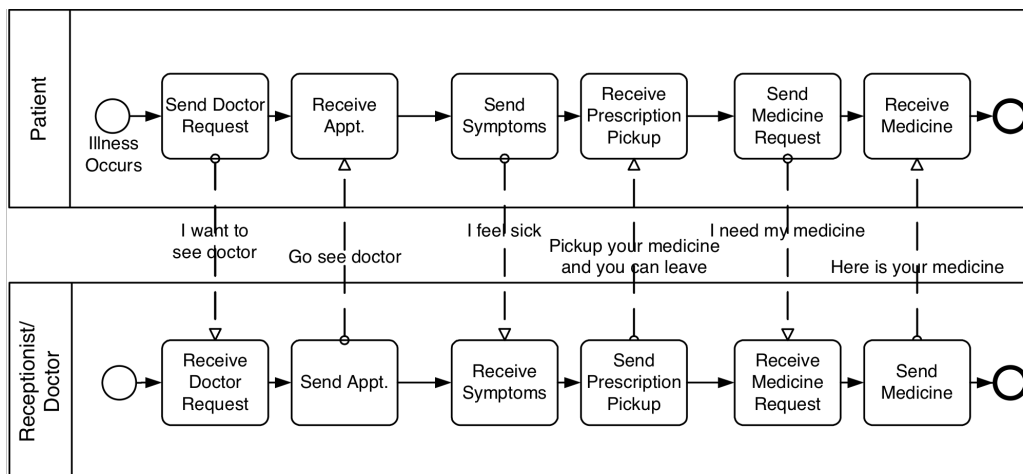 Patient
Send Doctor
Request
Receive
Appt.
Send
Symptoms
Receive
Prescription
Pickup
Send
Medicine
Request
Receive
Medicine
Illness
Occurs
I want to
see doctor
Go see doctor
I feel sick
Pickup your medicine
and you can leave
I need my medicine
Here is your medicine
Receptionist/
Doctor
Receive
Doctor
Request
Send Appt.
Receive
Symptoms
Send
Prescription
Pickup
Receive
Medicine
Request
Send
Medicine